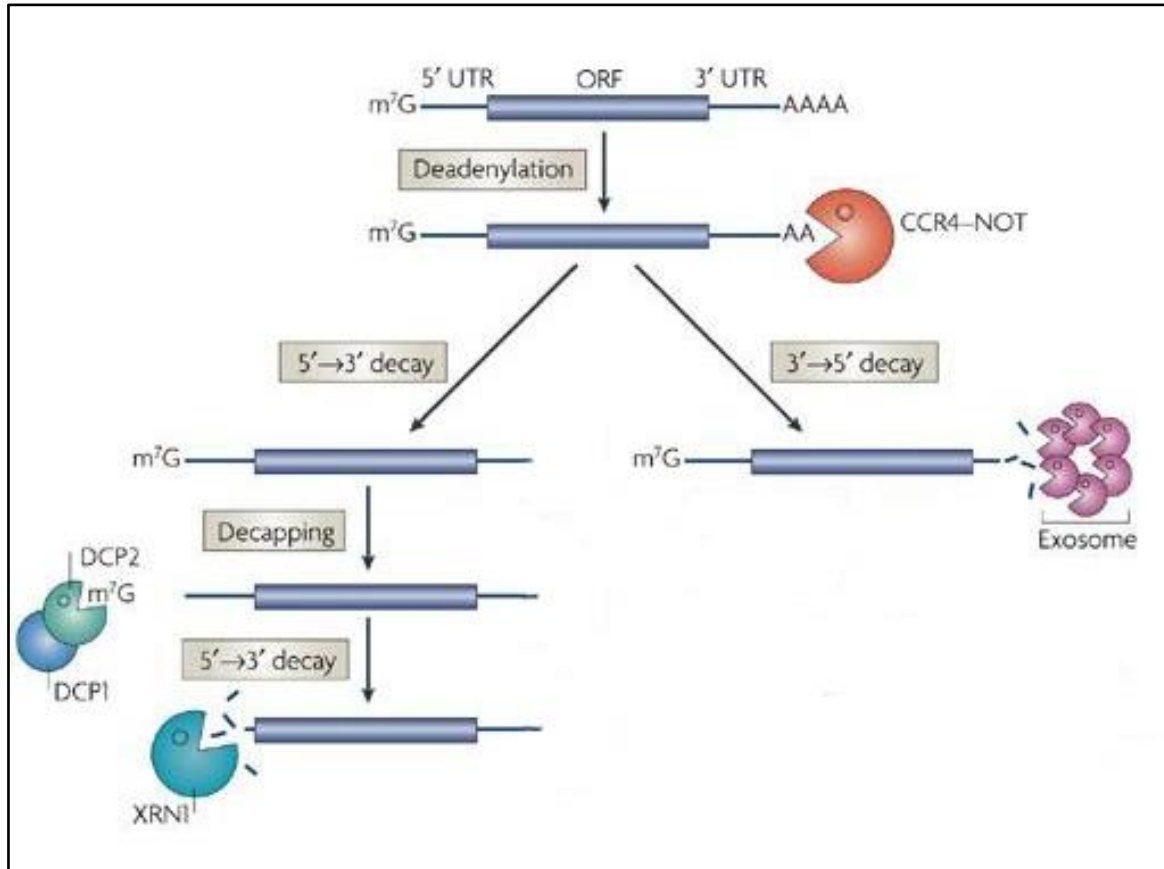 5′ UTR ORF 3′ UTR
m⁷G AAAA
Deadenylation
m⁷G AA CCR4–NOT
5′→3′ decay 3′→5′ decay
m⁷G m⁷G
Exosome
Decapping
DCP2
m⁷G
DCP1
5′→3′ decay
XRN1